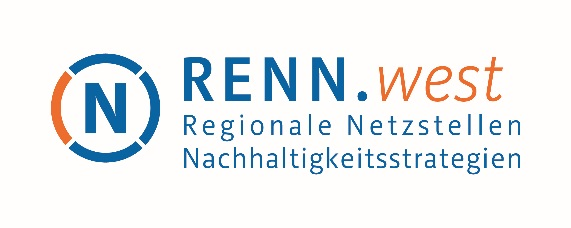 N
RENN.west
Regionale Netzstellen
Nachhaltigkeitsstrategien